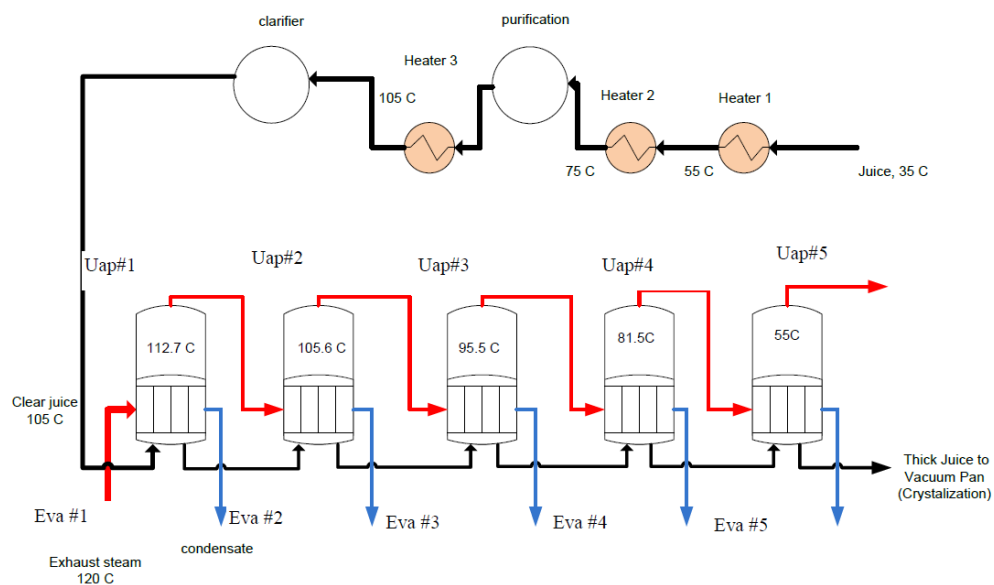 clarifier
purification
Heater 3
Heater 2
Heater 1
105 C
75 C
55 C
Juice, 35 C
Uap#1
Uap#2
Uap#3
Uap#4
Uap#5
112.7 C
105.6 C
95.5 C
81.5C
55C
Clear juice
105 C
Thick Juice to
Vacuum Pan
(Crystalization)
Eva #1
Eva #2
Eva #3
Eva #4
Eva #5
condensate
Exhaust steam
120 C